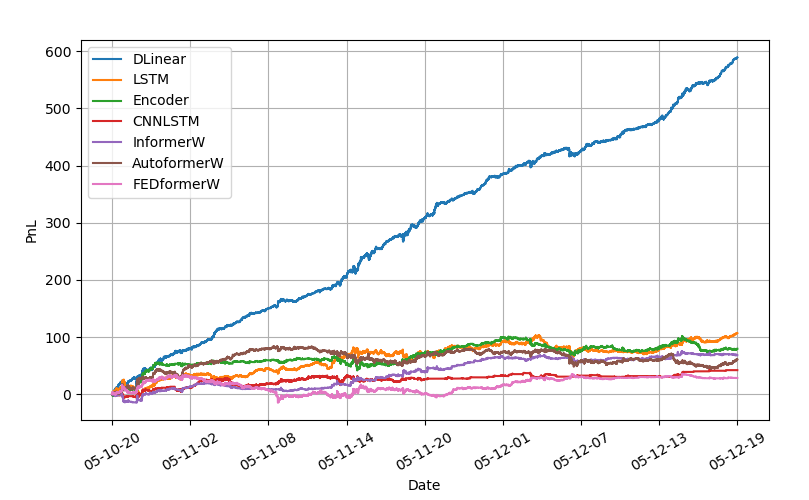 600
500
400
300
200
100
0
PnL
DLinear
LSTM
Encoder
CNNLSTM
InformerW
AutoformerW
FEDformerW
05-10-20
05-11-02
05-11-08
05-11-14
05-11-20
05-12-01
05-12-07
05-12-13
05-12-19
Date